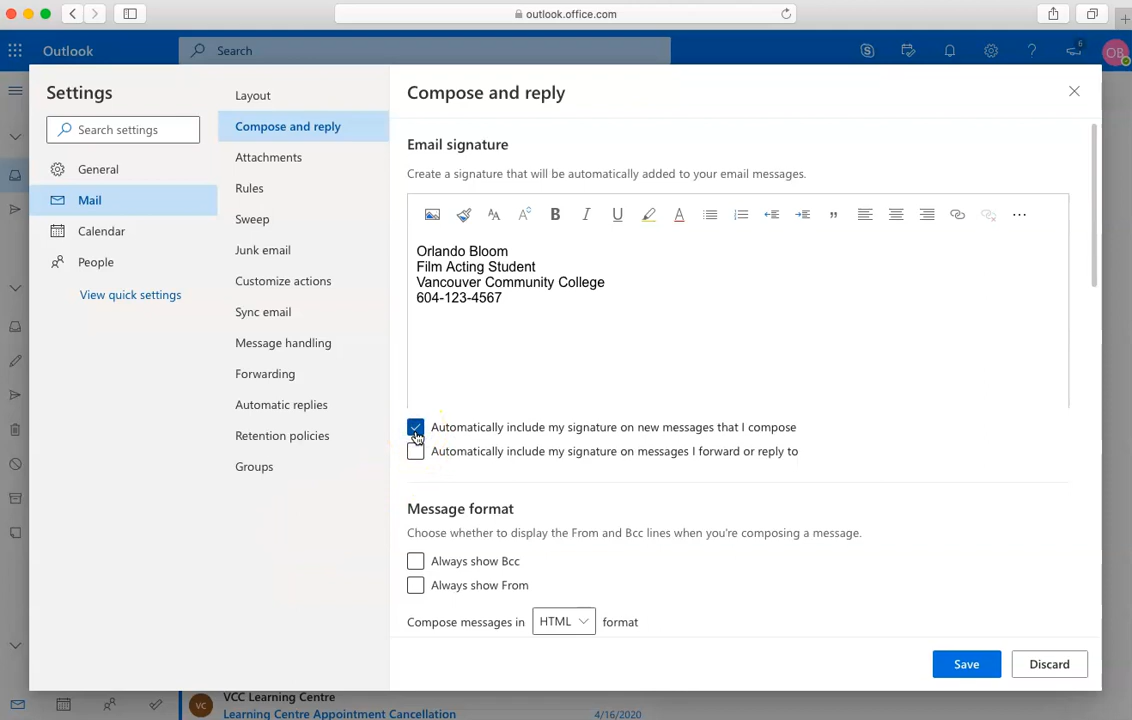 outlook.office.com
Outlook
Search
6
OB
Settings
Search settings
General
Mail
Calendar
People
View quick settings
Layout
Compose and reply
Attachments
Rules
Sweep
Junk email
Customize actions
Sync email
Message handling
Forwarding
Automatic replies
Retention policies
Groups
Compose and reply
Email signature
Create a signature that will be automatically added to your email messages.
Orlando Bloom
Film Acting Student
Vancouver Community College
604-123-4567
Automatically include my signature on new messages that I compose
Automatically include my signature on messages I forward or reply to
Message format
Choose whether to display the From and Bcc lines when you're composing a message.
Always show Bcc
Always show From
Compose messages in HTML format
Save Discard
VC
VCC Learning Centre
Learning Centre Appointment Cancellation 4/16/2020